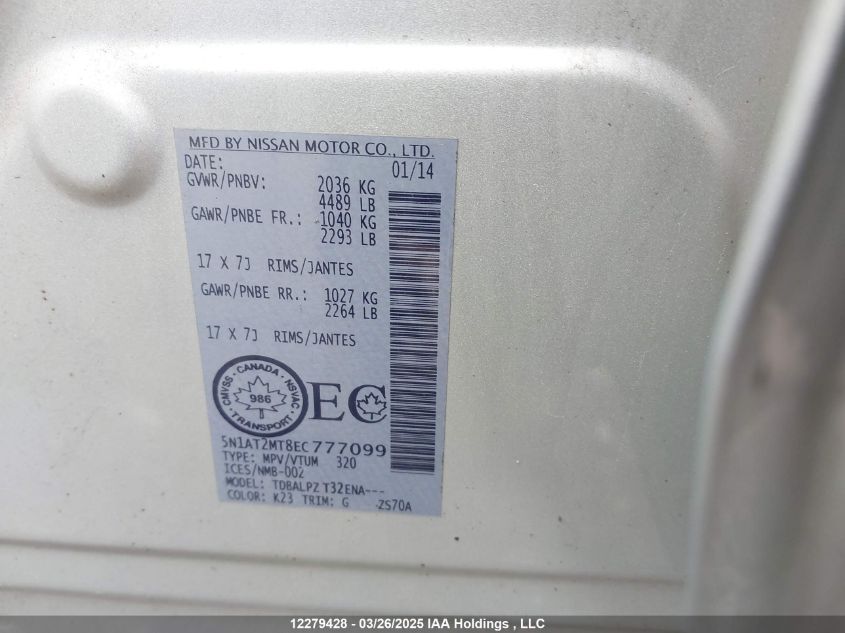 MFD BY NISSAN MOTOR CO., LTD.
DATE: 01/14
GVWR/PNBV: 2036 KG
4489 LB
GAWR/PNBE FR.: 1040 KG
2293 LB
17 X 7J RIMS/JANTES
GAWR/PNBE RR.: 1027 KG
2264 LB
17 X 7J RIMS/JANTES
CANADA · NSVAC · TRANSPORT · CMVSS ·
986
EC
5N1AT2MT8EC777099
TYPE: MPV/VTUM 320
ICES/NMB-002
MODEL: TDBALPZ T32ENA---
COLOR: K23 TRIM: G ZS70A
12279428 - 03/26/2025 IAA Holdings , LLC